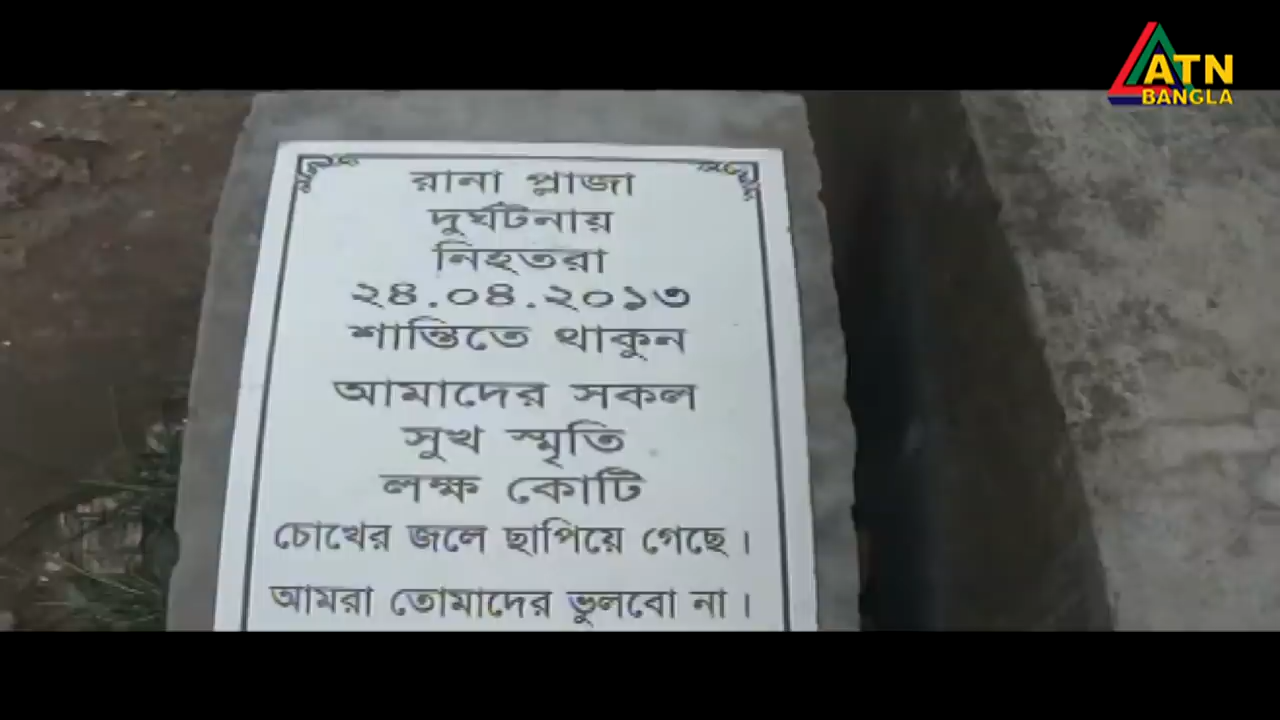 ATN
BANGLA
রানা প্লাজা
দুর্ঘটনায়
নিহতরা
২৪.০৪.২০১৩
শান্তিতে থাকুন
আমাদের সকল
সুখ স্মৃতি
লক্ষ কোটি
চোখের জলে ছাপিয়ে গেছে।
আমরা তোমাদের ভুলবো না।